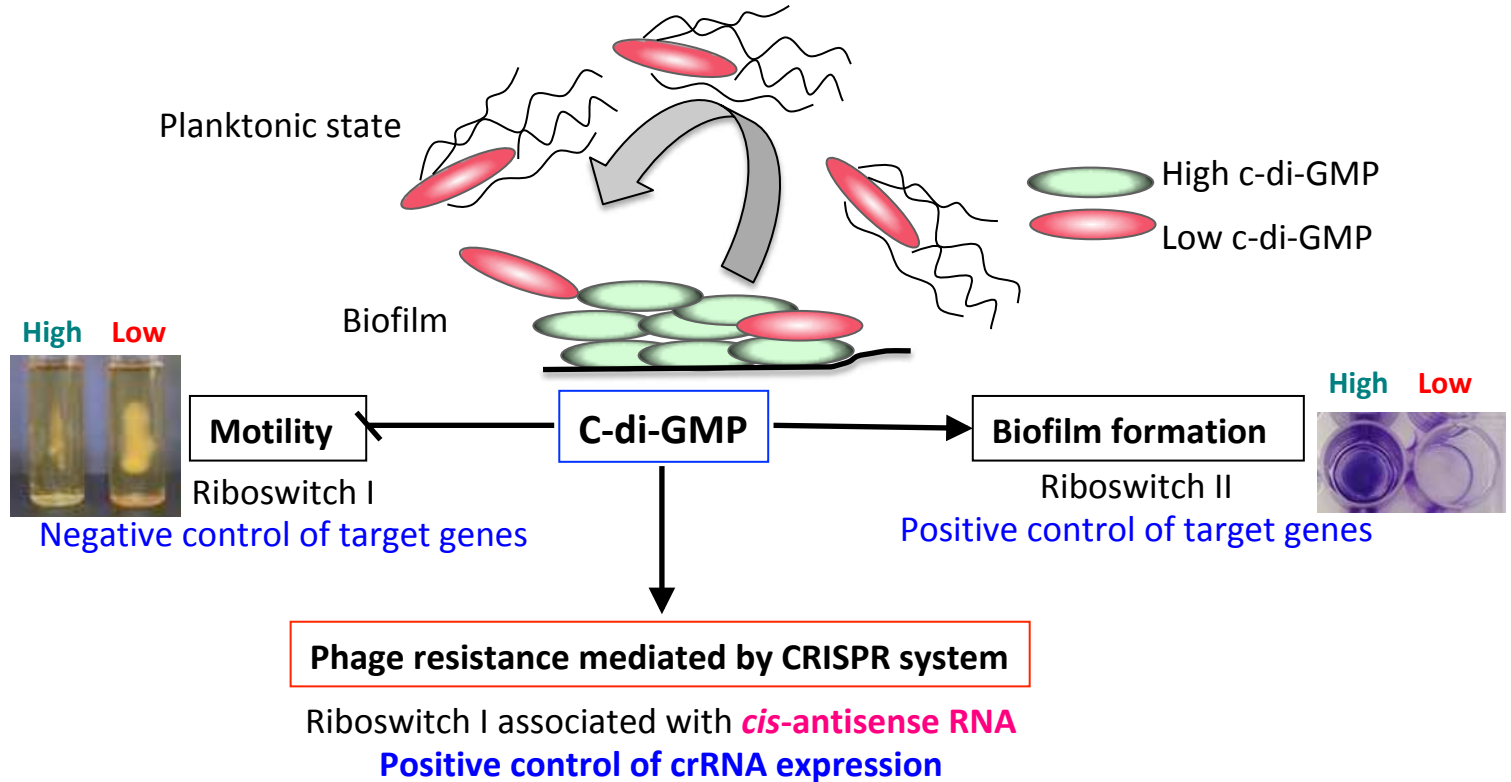 Planktonic state
High c-di-GMP
Low c-di-GMP
Biofilm
High Low
Motility
Riboswitch I
Negative control of target genes
C-di-GMP
Biofilm formation
Riboswitch II
Positive control of target genes
High Low
Phage resistance mediated by CRISPR system
Riboswitch I associated with cis-antisense RNA
Positive control of crRNA expression